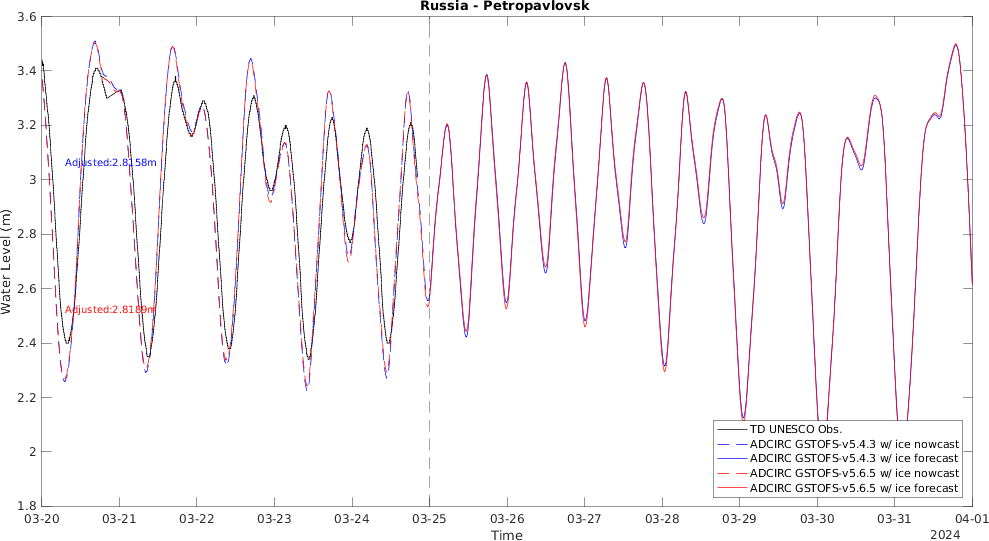 Russia - Petropavlovsk
3.6
3.4
3.2
3
2.8
2.6
2.4
2.2
2
1.8
Water Level (m)
Adjusted:2.8158m
Adjusted:2.8189m
TD UNESCO Obs.
ADCIRC GSTOFS-v5.4.3 w/ ice nowcast
ADCIRC GSTOFS-v5.4.3 w/ ice forecast
ADCIRC GSTOFS-v5.6.5 w/ ice nowcast
ADCIRC GSTOFS-v5.6.5 w/ ice forecast
03-20 03-21 03-22 03-23 03-24 03-25 03-26 03-27 03-28 03-29 03-30 03-31 04-01
Time
2024